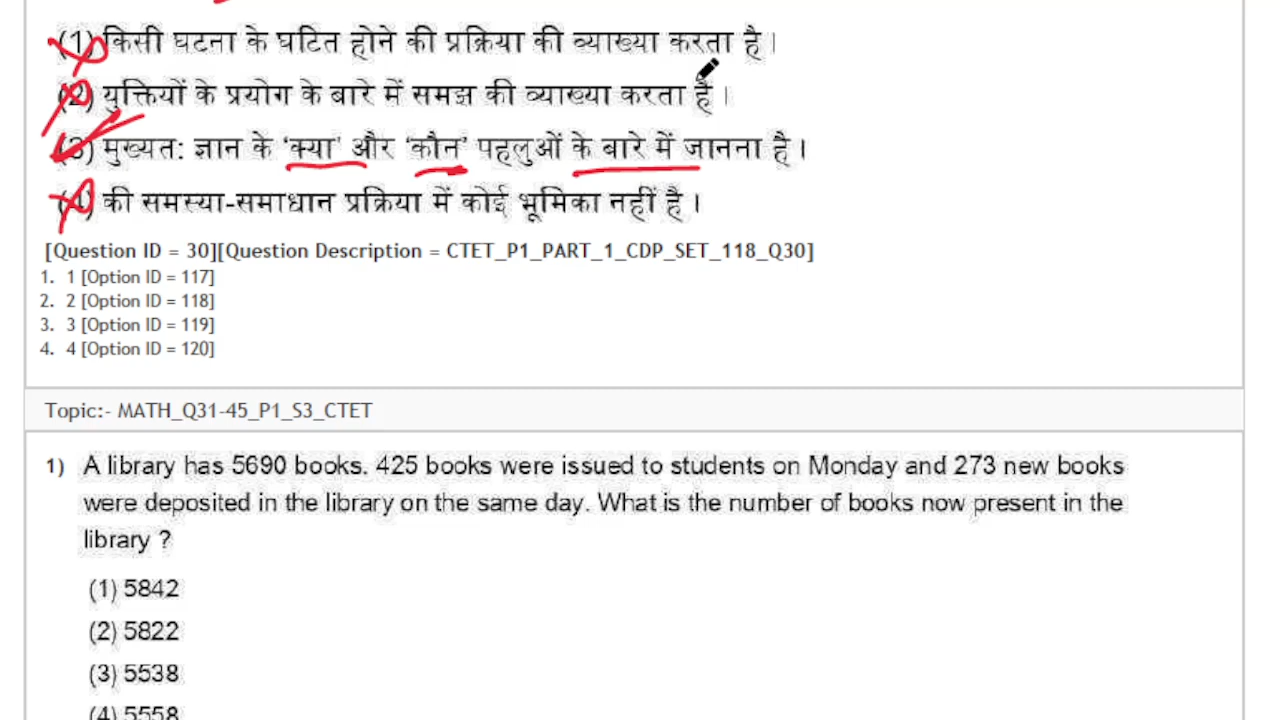 (1) किसी घटना के घटित होने की प्रक्रिया की व्याख्या करता है ।
(2) युक्तियों के प्रयोग के बारे में समझ की व्याख्या करता है ।
(3) मुख्यत: ज्ञान के 'क्या' और 'कौन' पहलुओं के बारे में जानना है ।
(4) की समस्या-समाधान प्रक्रिया में कोई भूमिका नहीं है ।
[Question ID = 30][Question Description = CTET_P1_PART_1_CDP_SET_118_Q30]
1. 1 [Option ID = 117]
2. 2 [Option ID = 118]
3. 3 [Option ID = 119]
4. 4 [Option ID = 120]
Topic:- MATH_Q31-45_P1_S3_CTET
1) A library has 5690 books. 425 books were issued to students on Monday and 273 new books
were deposited in the library on the same day. What is the number of books now present in the
library ?
(1) 5842
(2) 5822
(3) 5538
(4) 5558